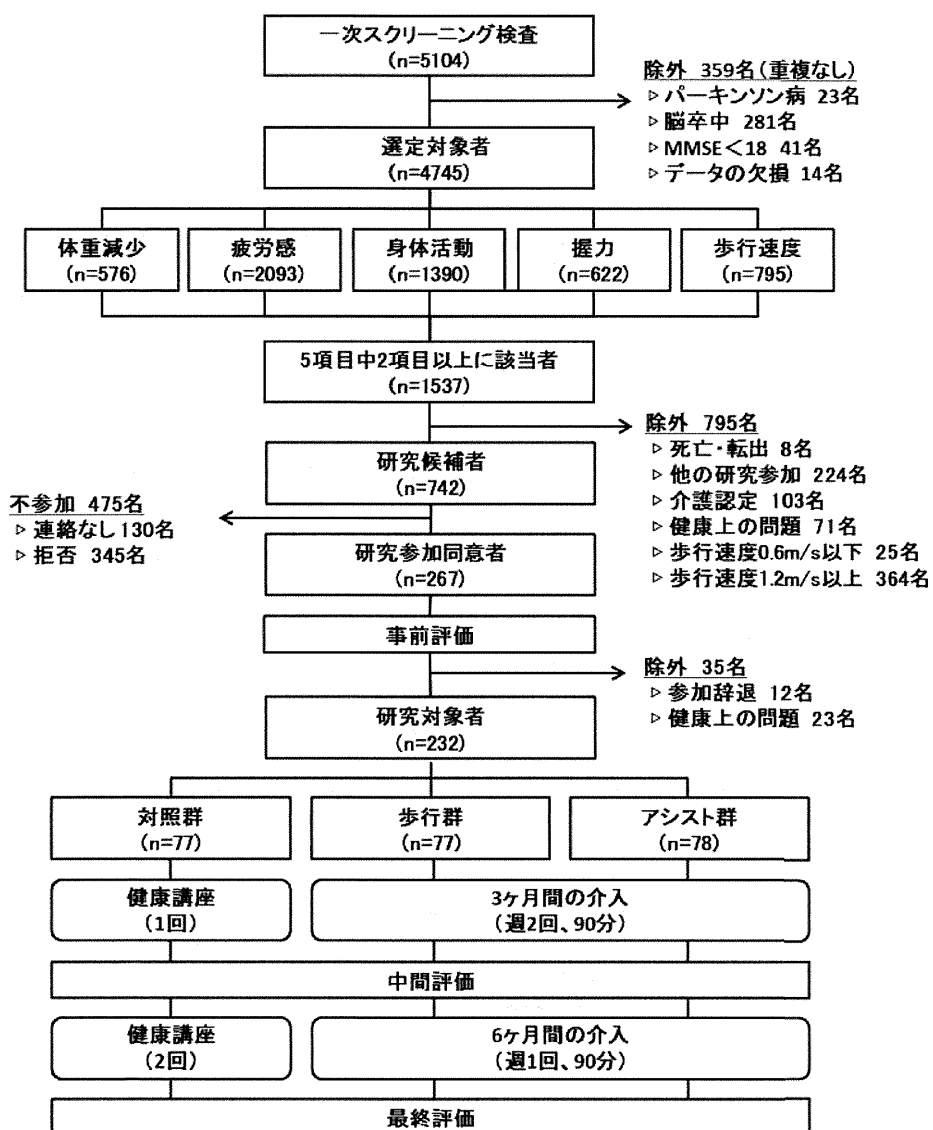 一次スクリーニング検査
(n=5104)
除外 359名(重複なし)
▷ パーキンソン病 23名
▷ 脳卒中 281名
▷ MMSE<18 41名
▷ データの欠損 14名
選定対象者
(n=4745)
体重減少
(n=576)
疲労感
(n=2093)
身体活動
(n=1390)
握力
(n=622)
歩行速度
(n=795)
5項目中2項目以上に該当者
(n=1537)
除外 795名
▷ 死亡・転出 8名
▷ 他の研究参加 224名
▷ 介護認定 103名
▷ 健康上の問題 71名
▷ 歩行速度0.6m/s以下 25名
▷ 歩行速度1.2m/s以上 364名
研究候補者
(n=742)
不参加 475名
▷ 連絡なし 130名
▷ 拒否 345名
研究参加同意者
(n=267)
事前評価
除外 35名
▷ 参加辞退 12名
▷ 健康上の問題 23名
研究対象者
(n=232)
対照群
(n=77)
歩行群
(n=77)
アシスト群
(n=78)
健康講座
(1回)
3ヶ月間の介入
(週2回、90分)
中間評価
健康講座
(2回)
6ヶ月間の介入
(週1回、90分)
最終評価